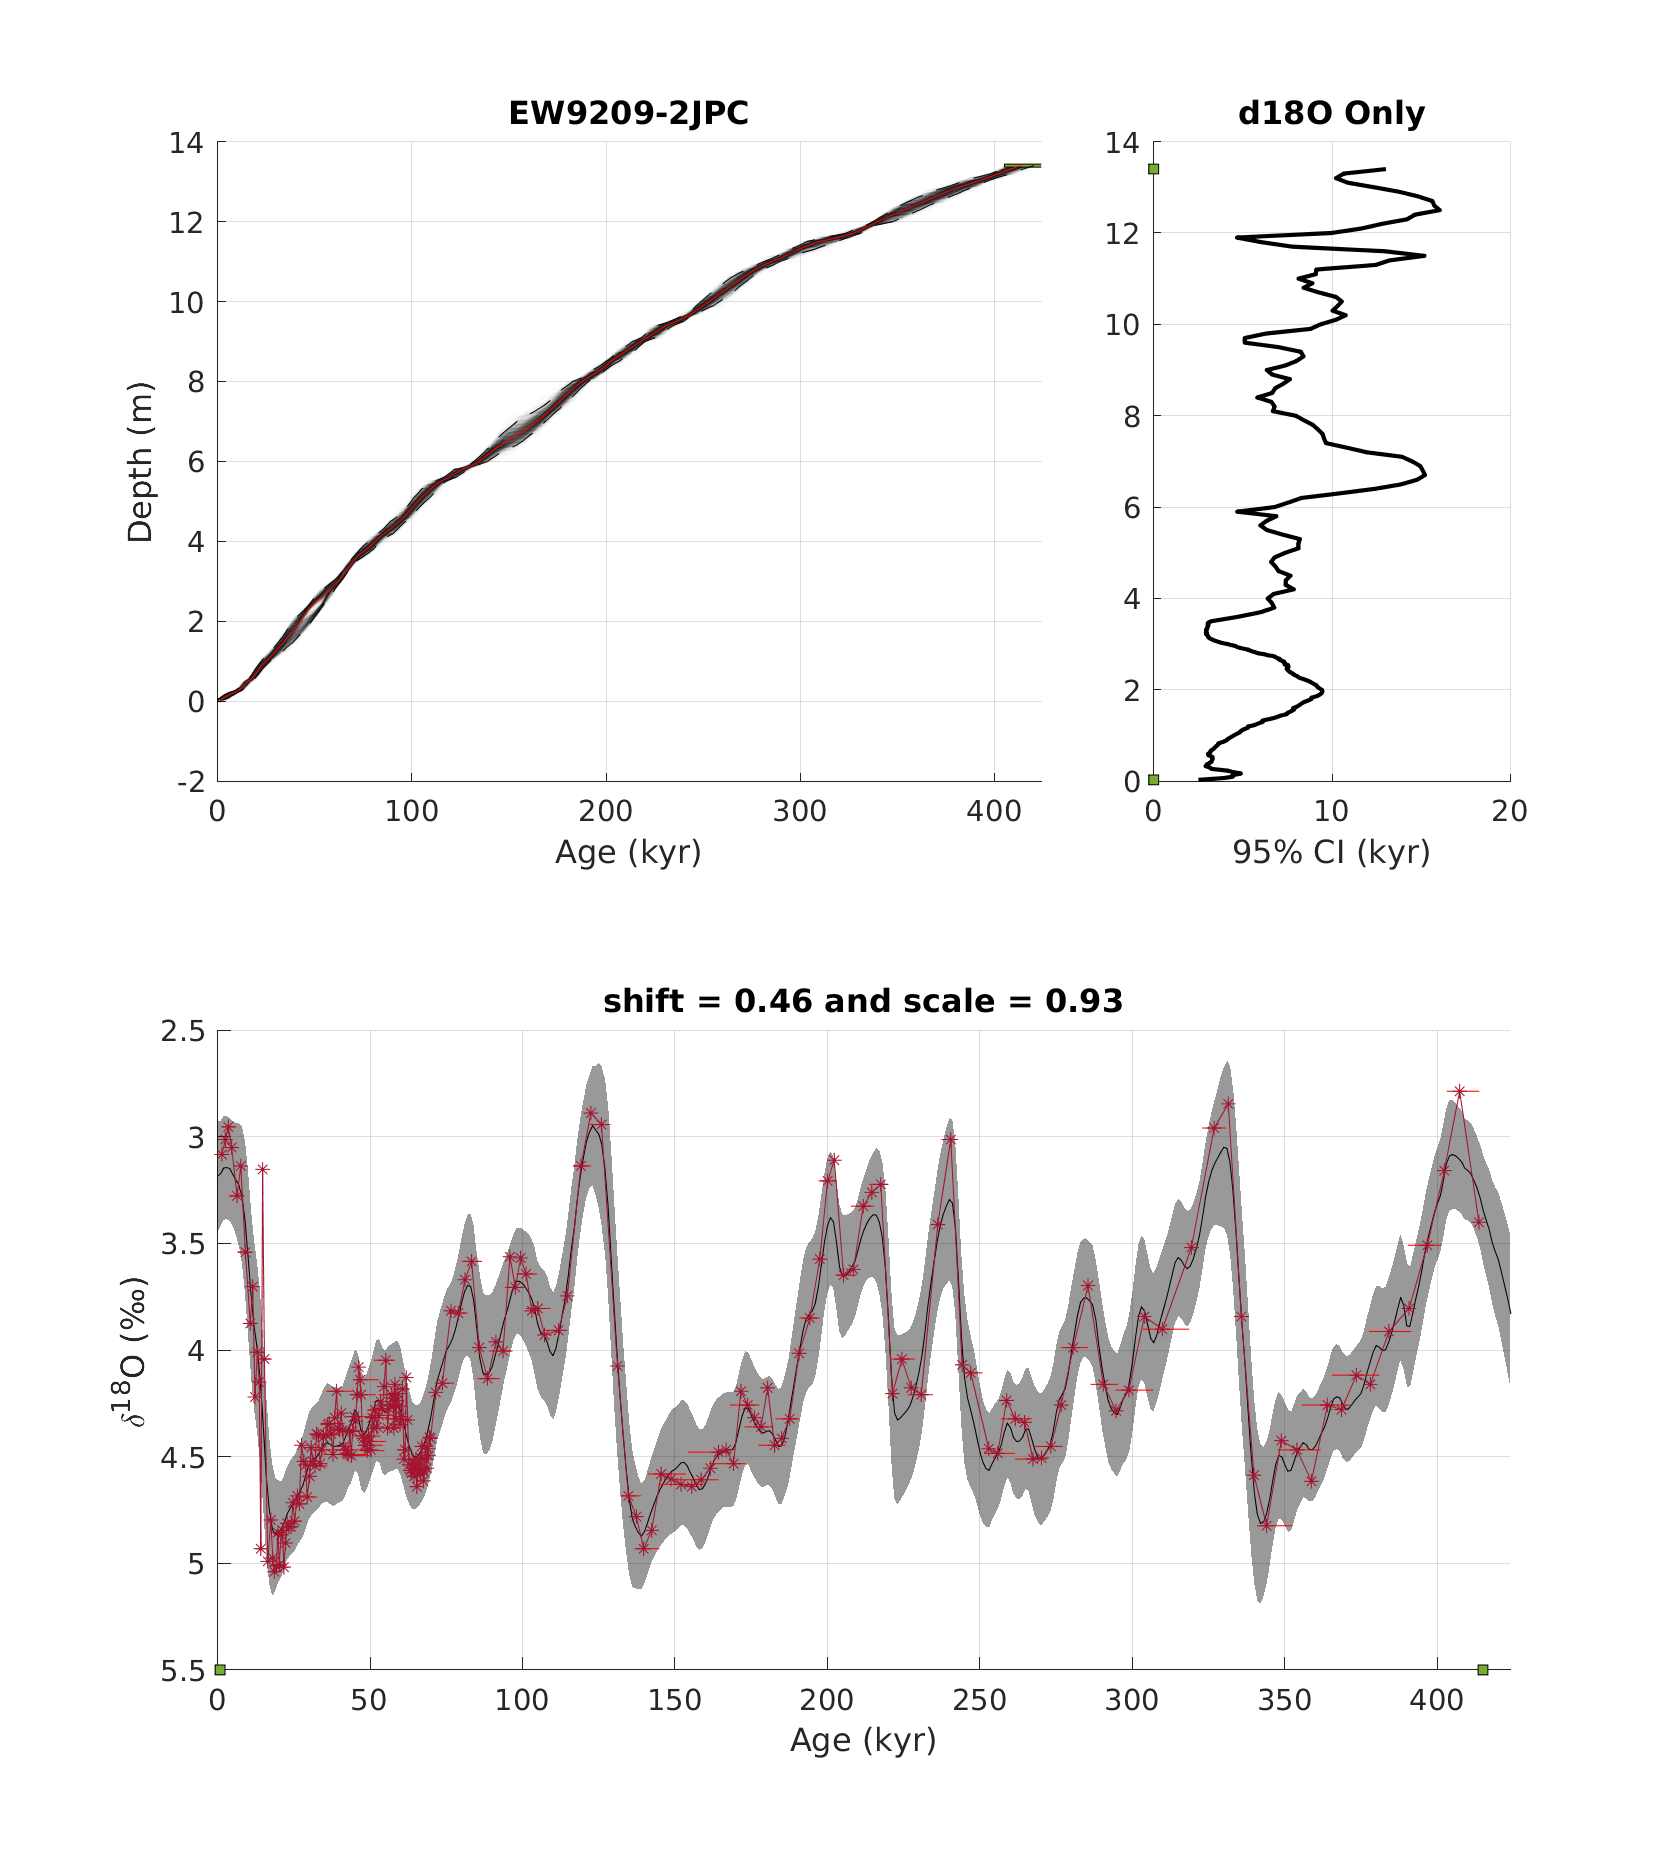 EW9209-2JPC
14
12
10
8
6
4
2
0
-2
Depth (m)
0 100 200 300 400
Age (kyr)
d18O Only
14
12
10
8
6
4
2
0
0 10 20
95% CI (kyr)
shift = 0.46 and scale = 0.93
2.5
3
3.5
4
4.5
5
5.5
δ18O (‰)
0 50 100 150 200 250 300 350 400
Age (kyr)